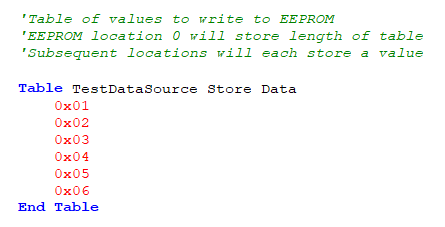 'Table of values to write to EEPROM
'EEPROM location 0 will store length of table
'Subsequent locations will each store a value
Table TestDataSource Store Data
0x01
0x02
0x03
0x04
0x05
0x06
End Table